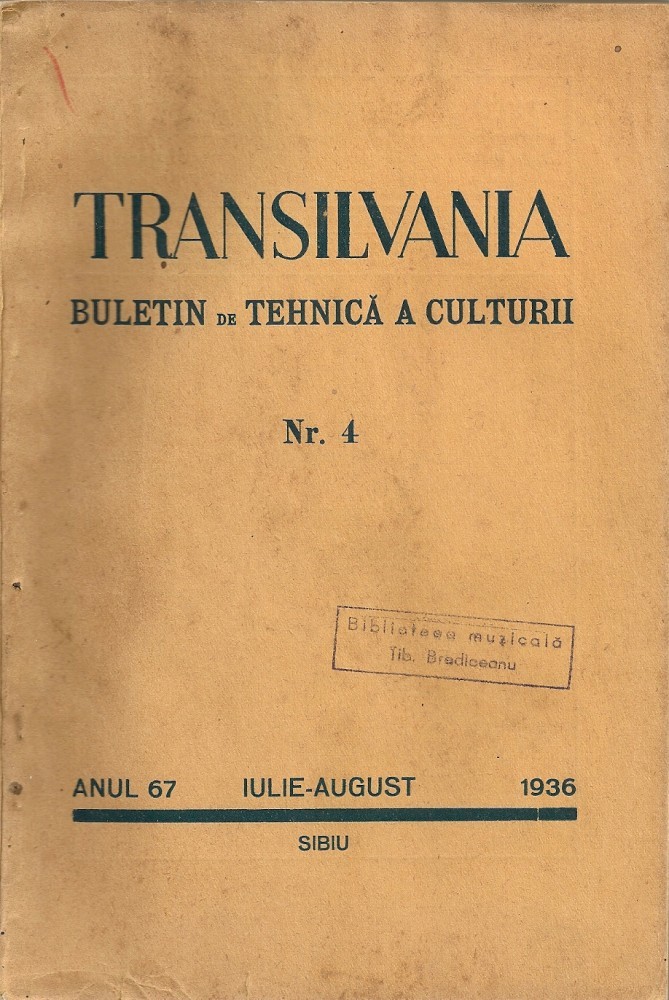 TRANSILVANIA
BULETIN DE TEHNICĂ A CULTURII
Nr. 4
Biblioteca muzicală
Tib. Brediceanu
ANUL 67 IULIE-AUGUST 1936
SIBIU